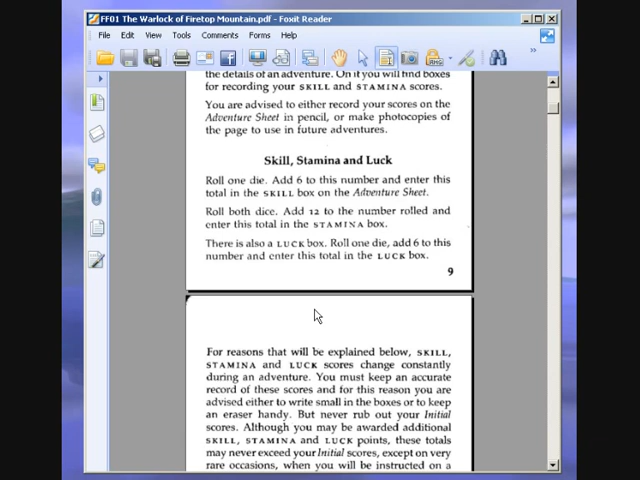 FF01 The Warlock of Firetop Mountain.pdf - Foxit Reader
File Edit View Tools Comments Forms Help
the details of an adventure. On it you will find boxes
for recording your SKILL and STAMINA scores.
You are advised to either record your scores on the
Adventure Sheet in pencil, or make photocopies of
the page to use in future adventures.
Skill, Stamina and Luck
Roll one die. Add 6 to this number and enter this
total in the SKILL box on the Adventure Sheet.
Roll both dice. Add 12 to the number rolled and
enter this total in the STAMINA box.
There is also a LUCK box. Roll one die, add 6 to this
number and enter this total in the LUCK box.
9
For reasons that will be explained below, SKILL,
STAMINA and LUCK scores change constantly
during an adventure. You must keep an accurate
record of these scores and for this reason you are
advised either to write small in the boxes or to keep
an eraser handy. But never rub out your Initial
scores. Although you may be awarded additional
SKILL, STAMINA and LUCK points, these totals
may never exceed your Initial scores, except on very
rare occasions, when you will be instructed on a